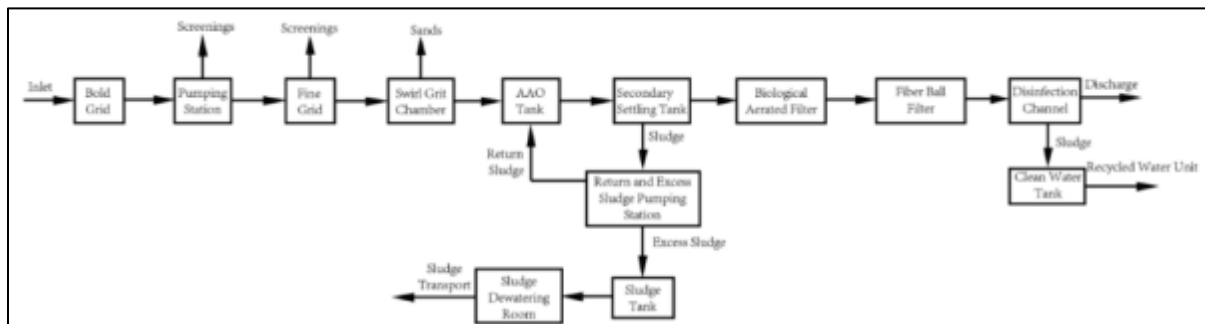 Screenings
Screenings
Sands
Inlet
Bold
Grid
Pumping
Station
Fine
Grid
Swirl Grit
Chamber
AAO
Tank
Secondary
Settling Tank
Biological
Aerated Filter
Fiber Ball
Filter
Disinfection
Channel
Discharge
Return
Sludge
Sludge
Sludge
Return and Excess
Sludge Pumping
Station
Clean Water
Tank
Recycled Water Unit
Excess Sludge
Sludge
Transport
Sludge
Dewatering
Room
Sludge
Tank